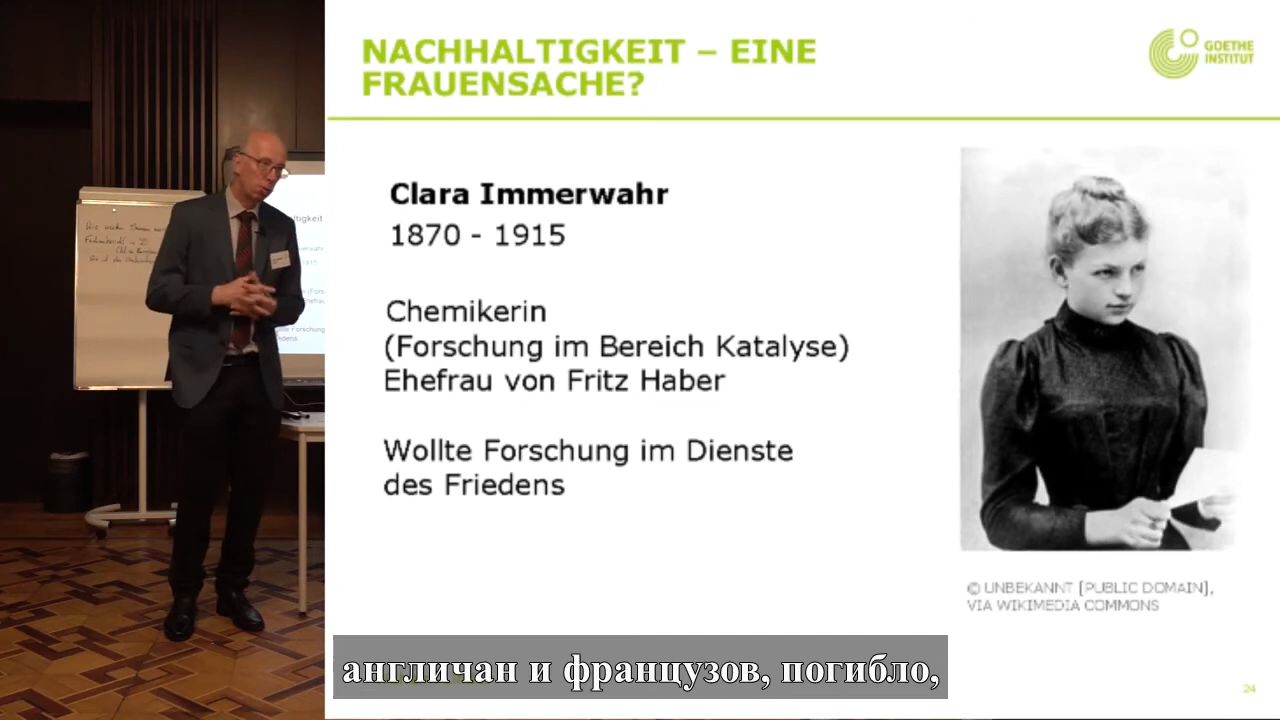 NACHHALTIGKEIT – EINE
FRAUENSACHE?
GOETHE
INSTITUT
Clara Immerwahr
1870 - 1915
Chemikerin
(Forschung im Bereich Katalyse)
Ehefrau von Fritz Haber
Wollte Forschung im Dienste
des Friedens
© UNBEKANNT [PUBLIC DOMAIN],
VIA WIKIMEDIA COMMONS
англичан и французов, погибло,
24